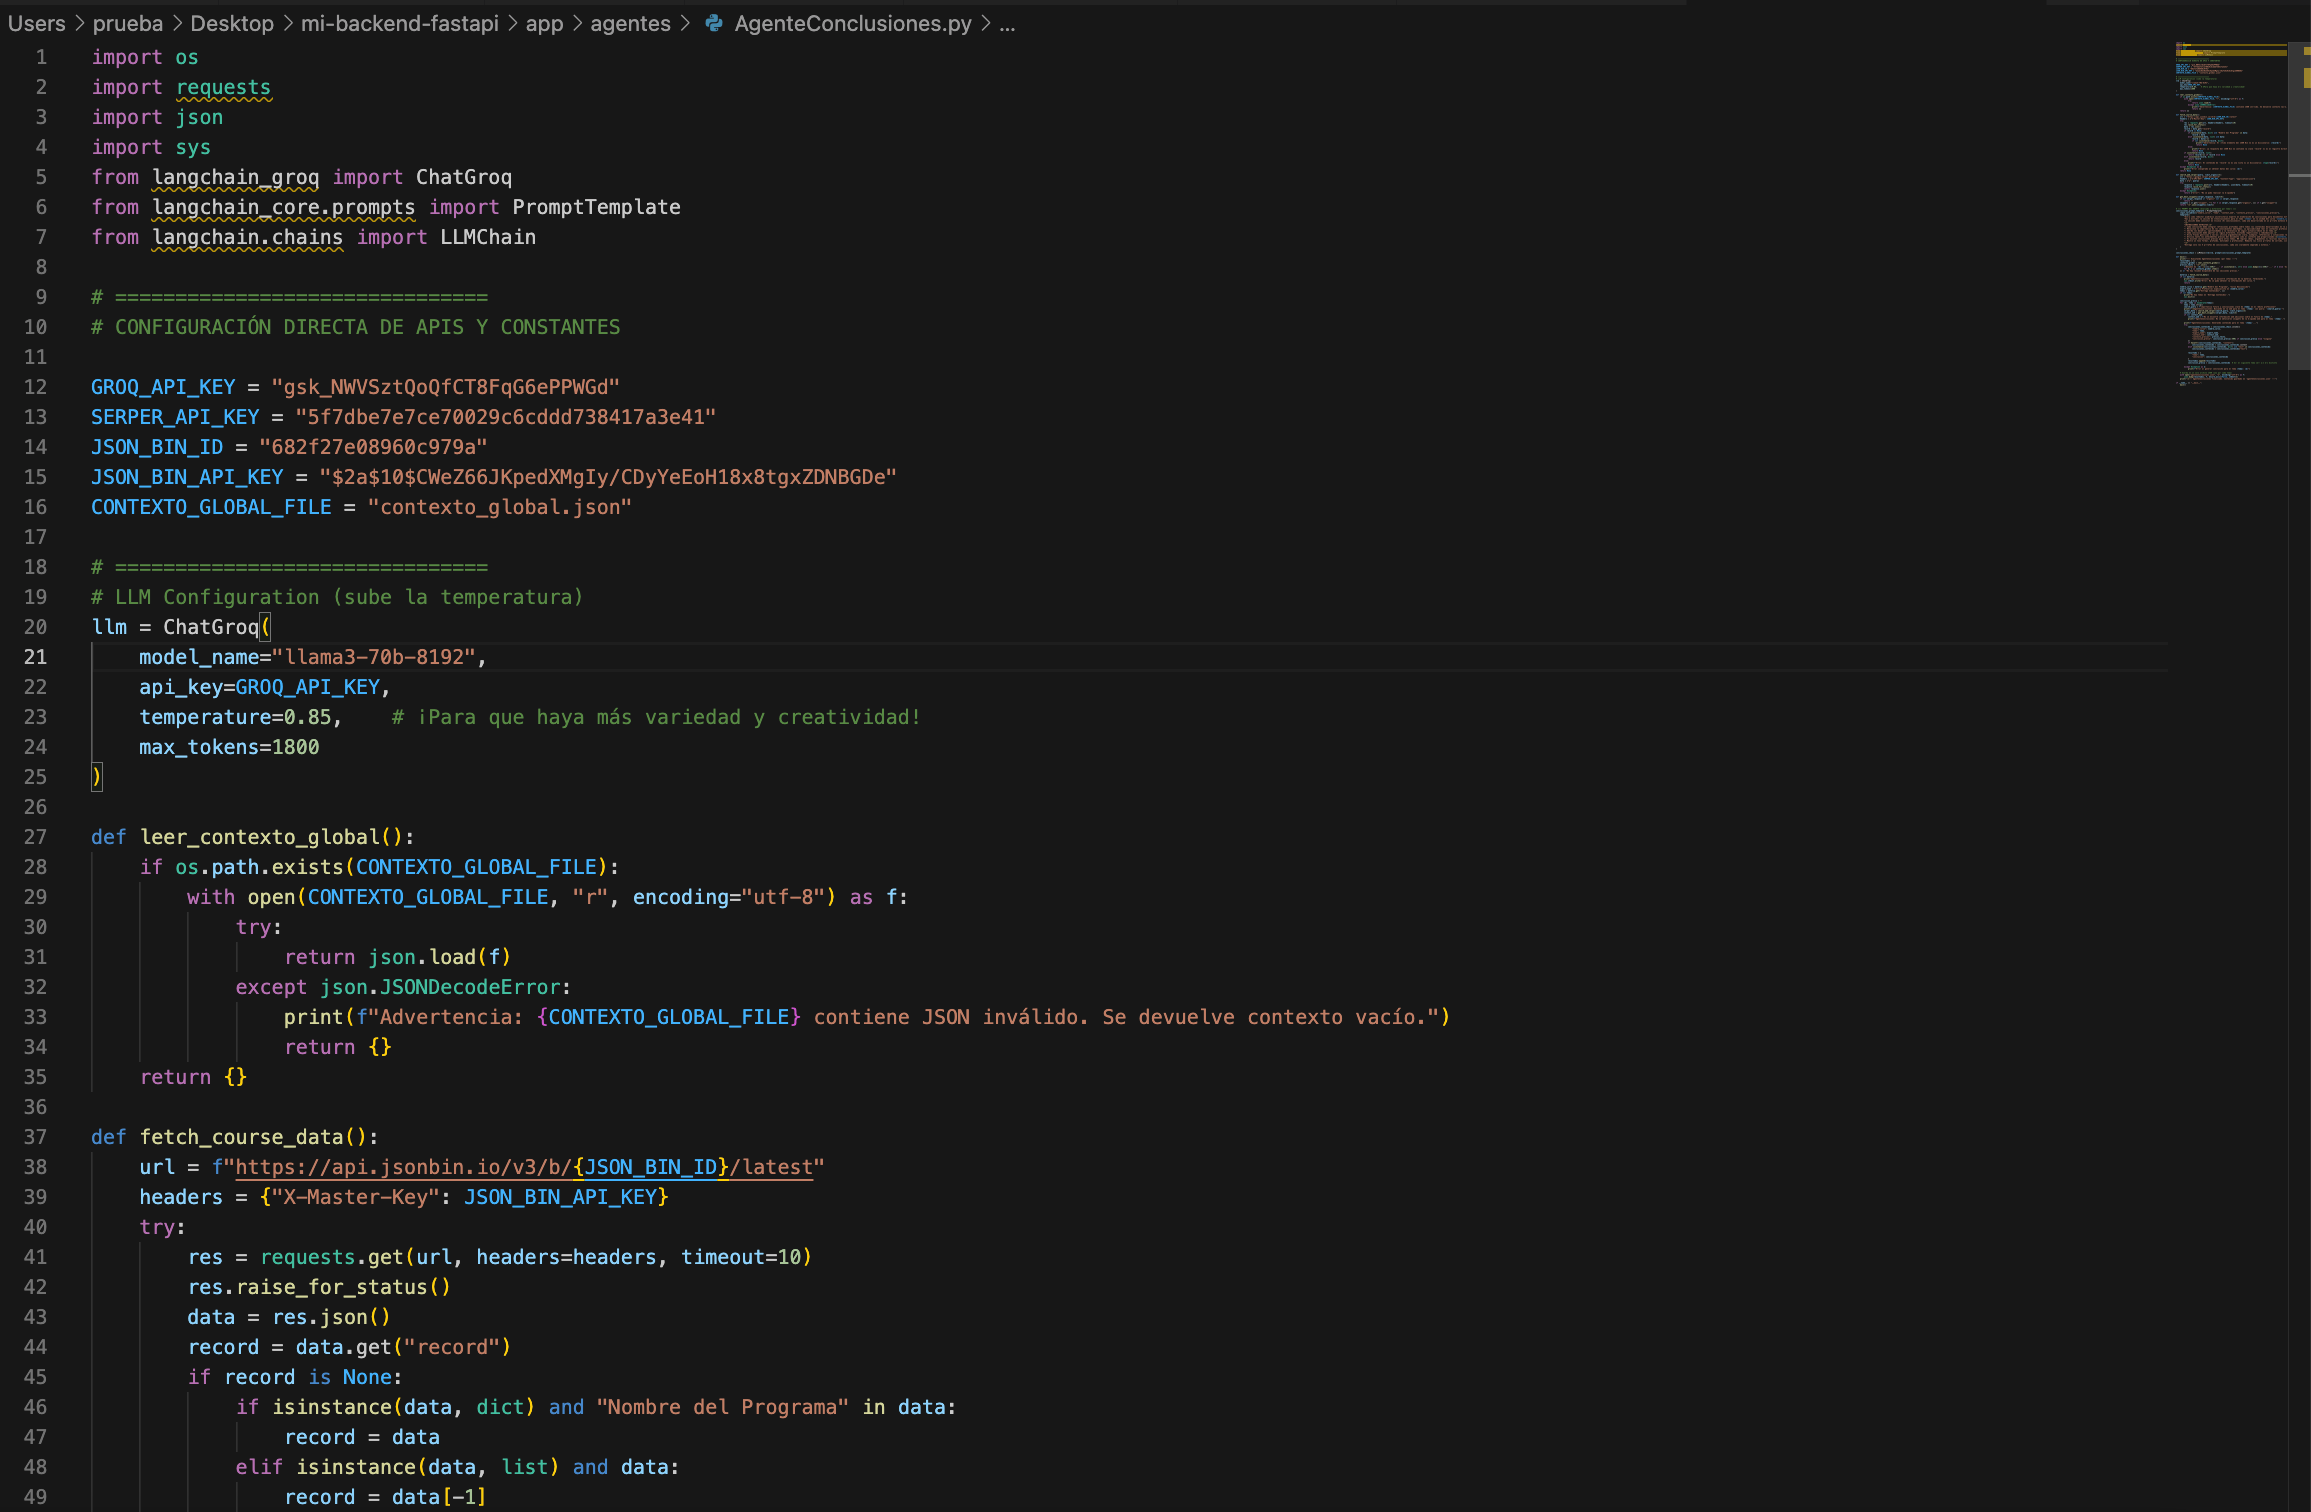 Users > prueba > Desktop > mi-backend-fastapi > app > agentes > AgenteConclusiones.py > ...
1 import os
2 import requests
3 import json
4 import sys
5 from langchain_groq import ChatGroq
6 from langchain_core.prompts import PromptTemplate
7 from langchain.chains import LLMChain
8
9 # ===============================
10 # CONFIGURACIÓN DIRECTA DE APIS Y CONSTANTES
11
12 GROQ_API_KEY = "gsk_NWVSztQoQfCT8FqG6ePPWGd"
13 SERPER_API_KEY = "5f7dbe7e7ce70029c6cddd738417a3e41"
14 JSON_BIN_ID = "682f27e08960c979a"
15 JSON_BIN_API_KEY = "$2a$10$CWeZ66JKpedXMgIy/CDyYeEoH18x8tgxZDNBGDe"
16 CONTEXTO_GLOBAL_FILE = "contexto_global.json"
17
18 # ===============================
19 # LLM Configuration (sube la temperatura)
20 llm = ChatGroq(
21     model_name="llama3-70b-8192",
22     api_key=GROQ_API_KEY,
23     temperature=0.85,    # ¡Para que haya más variedad y creatividad!
24     max_tokens=1800
25 )
26
27 def leer_contexto_global():
28     if os.path.exists(CONTEXTO_GLOBAL_FILE):
29         with open(CONTEXTO_GLOBAL_FILE, "r", encoding="utf-8") as f:
30             try:
31                 return json.load(f)
32             except json.JSONDecodeError:
33                 print(f"Advertencia: {CONTEXTO_GLOBAL_FILE} contiene JSON inválido. Se devuelve contexto vacío.")
34                 return {}
35     return {}
36
37 def fetch_course_data():
38     url = f"https://api.jsonbin.io/v3/b/{JSON_BIN_ID}/latest"
39     headers = {"X-Master-Key": JSON_BIN_API_KEY}
40     try:
41         res = requests.get(url, headers=headers, timeout=10)
42         res.raise_for_status()
43         data = res.json()
44         record = data.get("record")
45         if record is None:
46             if isinstance(data, dict) and "Nombre del Programa" in data:
47                 record = data
48             elif isinstance(data, list) and data:
49                 record = data[-1]